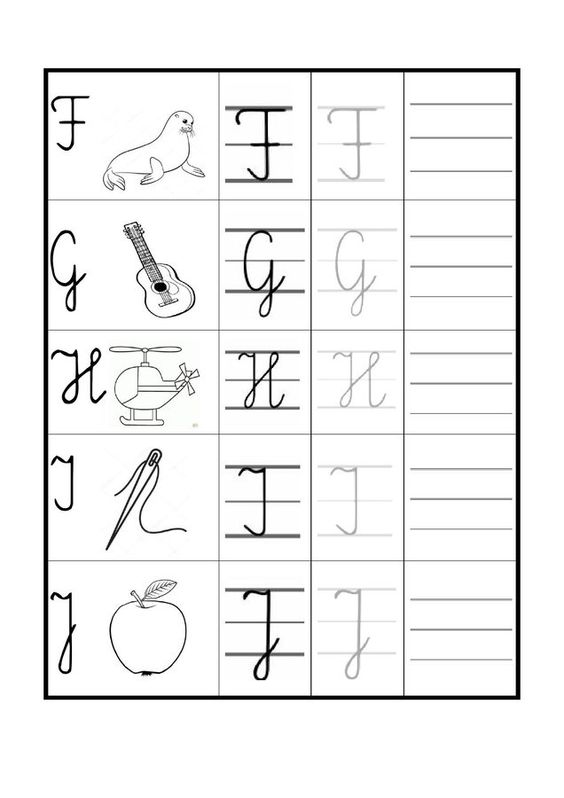 F F F
G G G
H H H
I I I
J J J